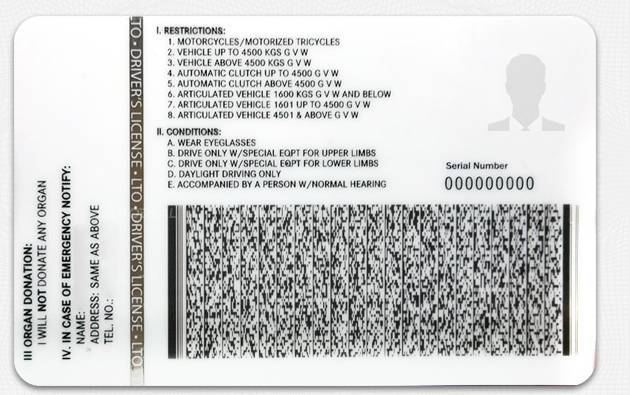 I. RESTRICTIONS:
1. MOTORCYCLES/MOTORIZED TRICYCLES
2. VEHICLE UP TO 4500 KGS G V W
3. VEHICLE ABOVE 4500 KGS G V W
4. AUTOMATIC CLUTCH UP TO 4500 G V W
5. AUTOMATIC CLUTCH ABOVE 4500 G V W
6. ARTICULATED VEHICLE 1600 KGS G V W AND BELOW
7. ARTICULATED VEHICLE 1601 UP TO 4500 G V W
8. ARTICULATED VEHICLE 4501 & ABOVE G V W
II. CONDITIONS:
A. WEAR EYEGLASSES
B. DRIVE ONLY W/SPECIAL EQPT FOR UPPER LIMBS
C. DRIVE ONLY W/SPECIAL EQPT FOR LOWER LIMBS
D. DAYLIGHT DRIVING ONLY
E. ACCOMPANIED BY A PERSON W/NORMAL HEARING
Serial Number
000000000
LTO • DRIVER'S LICENSE • LTO • DRIVER'S LICENSE • LTO
III ORGAN DONATION:
I WILL NOT DONATE ANY ORGAN
IV. IN CASE OF EMERGENCY NOTIFY:
NAME:
ADDRESS: SAME AS ABOVE
TEL. NO.: